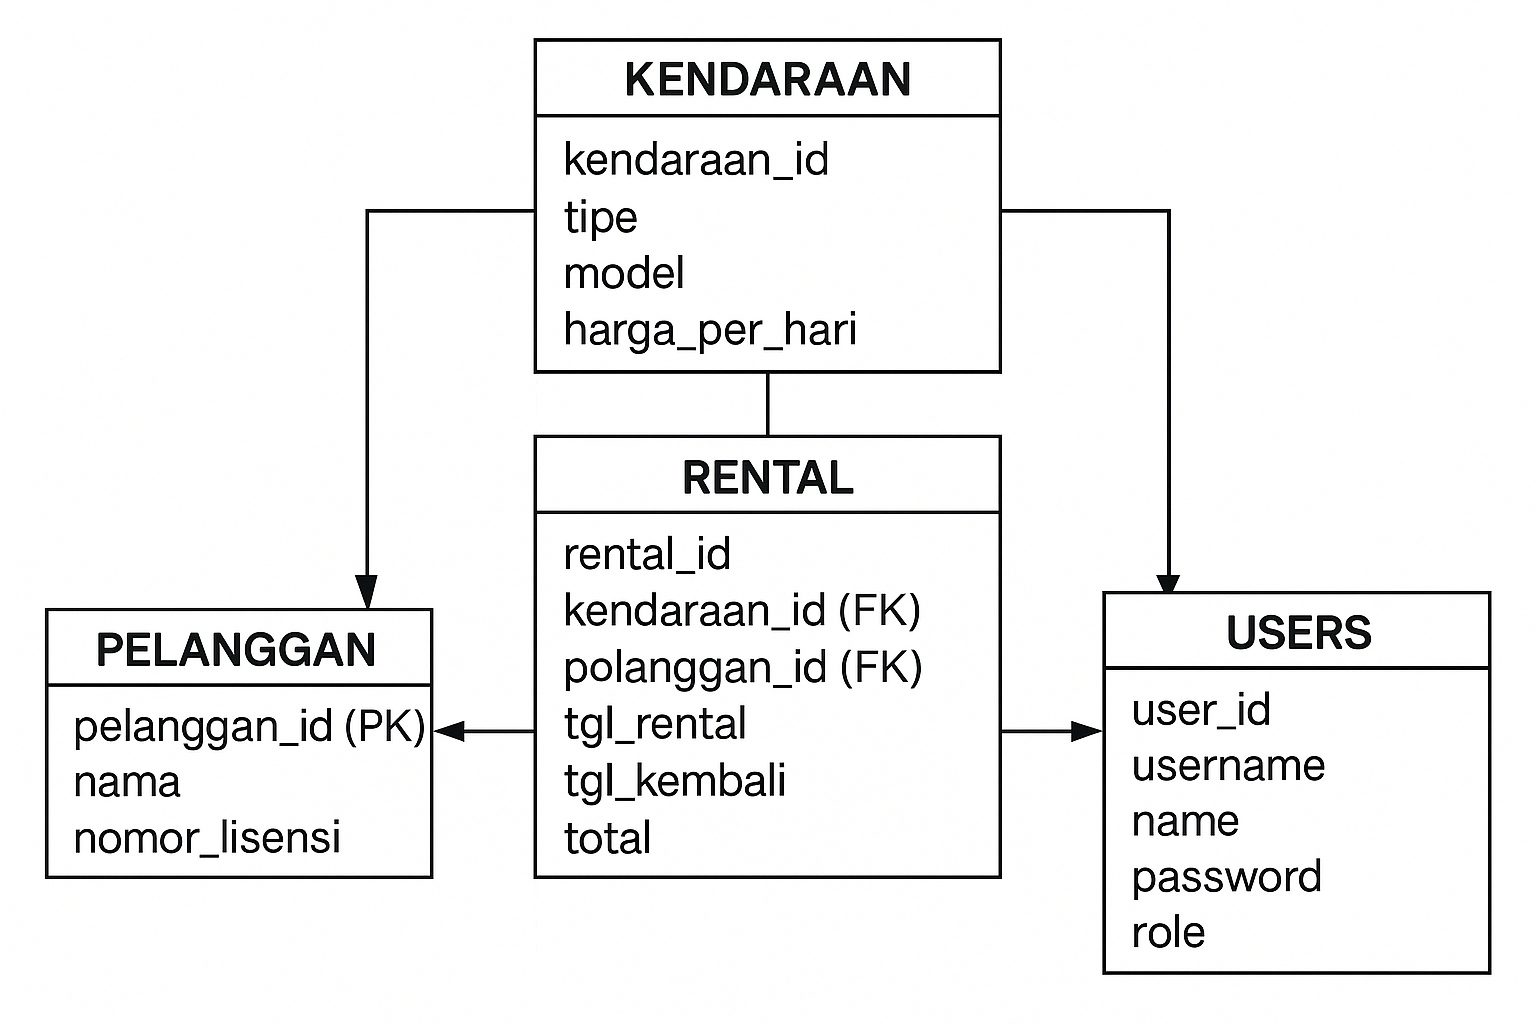 KENDARAAN
kendaraan_id
tipe
model
harga_per_hari
RENTAL
rental_id
kendaraan_id (FK)
polanggan_id (FK)
tgl_rental
tgl_kembali
total
PELANGGAN
pelanggan_id (PK)
nama
nomor_lisensi
USERS
user_id
username
name
password
role